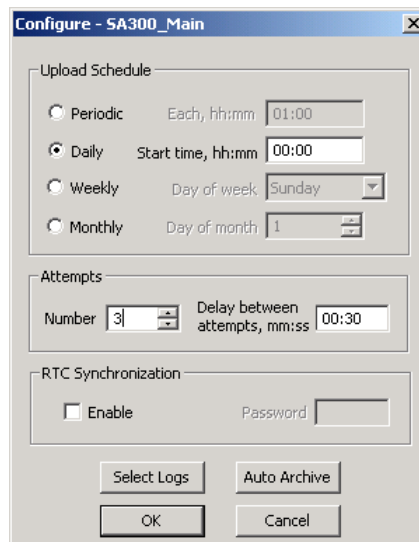 Configure - SA300_Main
Upload Schedule
Periodic Each, hh:mm 01:00
Daily Start time, hh:mm 00:00
Weekly Day of week Sunday
Monthly Day of month 1
Attempts
Number 3 Delay between
attempts, mm:ss 00:30
RTC Synchronization
Enable Password
Select Logs Auto Archive
OK Cancel